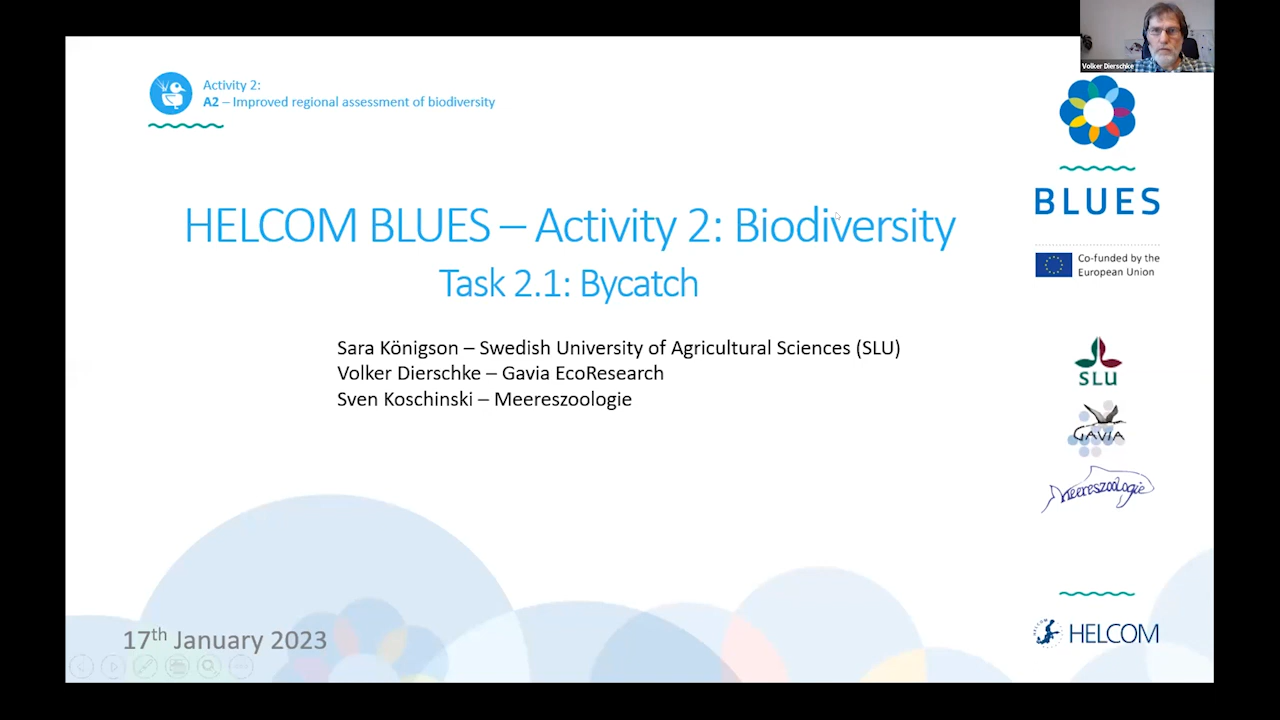 Volker Dierschke
Activity 2:
A2 – Improved regional assessment of biodiversity
BLUES
HELCOM BLUES – Activity 2: Biodiversity
Task 2.1: Bycatch
Co-funded by the
European Union
Sara Königson – Swedish University of Agricultural Sciences (SLU)
Volker Dierschke – Gavia EcoResearch
Sven Koschinski – Meereszoologie
SLU
GAVIA
Meereszoologie
17th January 2023
HELCOM
HELCOM